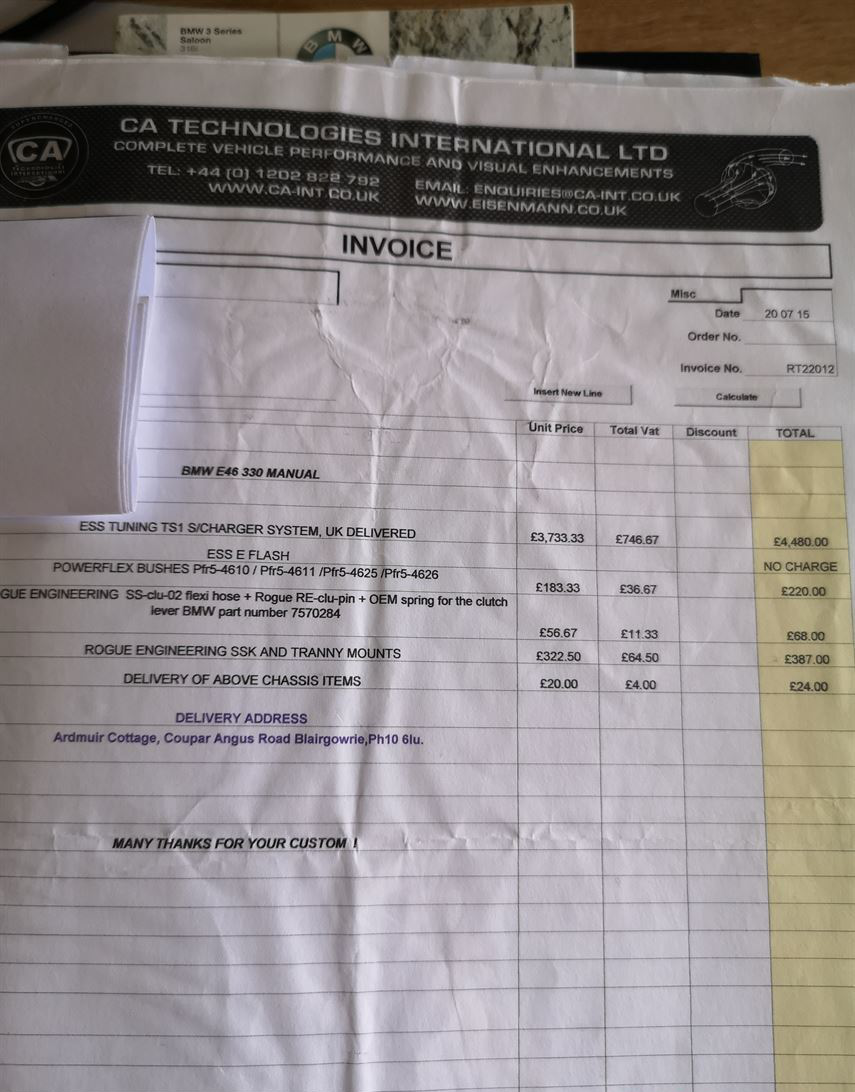 BMW 3 Series
Saloon
318i
BMW
SUPERCHARGED
CA
TECHNOLOGIES
INTERNATIONAL
CA TECHNOLOGIES INTERNATIONAL LTD
COMPLETE VEHICLE PERFORMANCE AND VISUAL ENHANCEMENTS
TEL: +44 (0) 1202 822 792 EMAIL: ENQUIRIES@CA-INT.CO.UK
WWW.CA-INT.CO.UK WWW.EISENMANN.CO.UK
INVOICE
Misc
Date 20 07 15
Order No.
Invoice No. RT22012
Insert New Line Calculate
Unit Price Total Vat Discount TOTAL
BMW E46 330 MANUAL
ESS TUNING TS1 S/CHARGER SYSTEM, UK DELIVERED £3,733.33 £746.67 £4,480.00
ESS E FLASH NO CHARGE
POWERFLEX BUSHES Pfr5-4610 / Pfr5-4611 /Pfr5-4625 /Pfr5-4626 £183.33 £36.67 £220.00
GUE ENGINEERING SS-clu-02 flexi hose + Rogue RE-clu-pin + OEM spring for the clutch
lever BMW part number 7570284 £56.67 £11.33 £68.00
ROGUE ENGINEERING SSK AND TRANNY MOUNTS £322.50 £64.50 £387.00
DELIVERY OF ABOVE CHASSIS ITEMS £20.00 £4.00 £24.00
DELIVERY ADDRESS
Ardmuir Cottage, Coupar Angus Road Blairgowrie,Ph10 6lu.
MANY THANKS FOR YOUR CUSTOM !